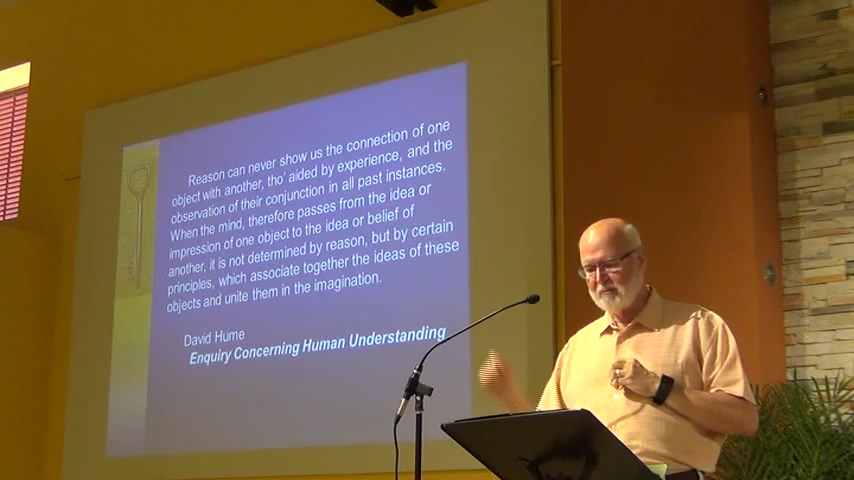 Reason can never show us the connection of one
object with another, tho' aided by experience, and the
observation of their conjunction in all past instances.
When the mind, therefore passes from the idea or
impression of one object to the idea or belief of
another, it is not determined by reason, but by certain
principles, which associate together the ideas of these
objects and unite them in the imagination.
David Hume
Enquiry Concerning Human Understanding